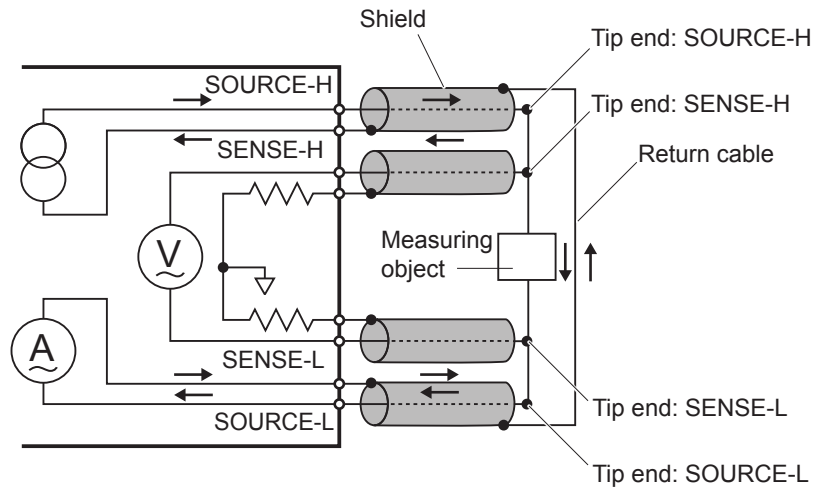 Shield
Tip end: SOURCE-H
SOURCE-H
Tip end: SENSE-H
SENSE-H
Return cable
V
Measuring
object
A
SENSE-L
SOURCE-L
Tip end: SENSE-L
Tip end: SOURCE-L